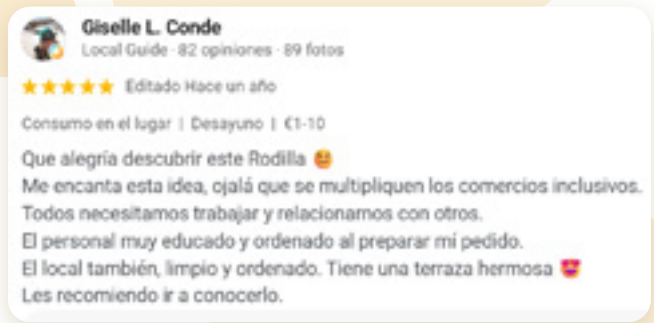 Giselle L. Conde
Local Guide · 82 opiniones · 89 fotos
Editado Hace un año
Consumo en el lugar | Desayuno | €1-10
Que alegría descubrir este Rodilla 😆
Me encanta esta idea, ojalá que se multipliquen los comercios inclusivos.
Todos necesitamos trabajar y relacionarnos con otros.
El personal muy educado y ordenado al preparar mi pedido.
El local también, limpio y ordenado. Tiene una terraza hermosa 😍
Les recomiendo ir a conocerlo.